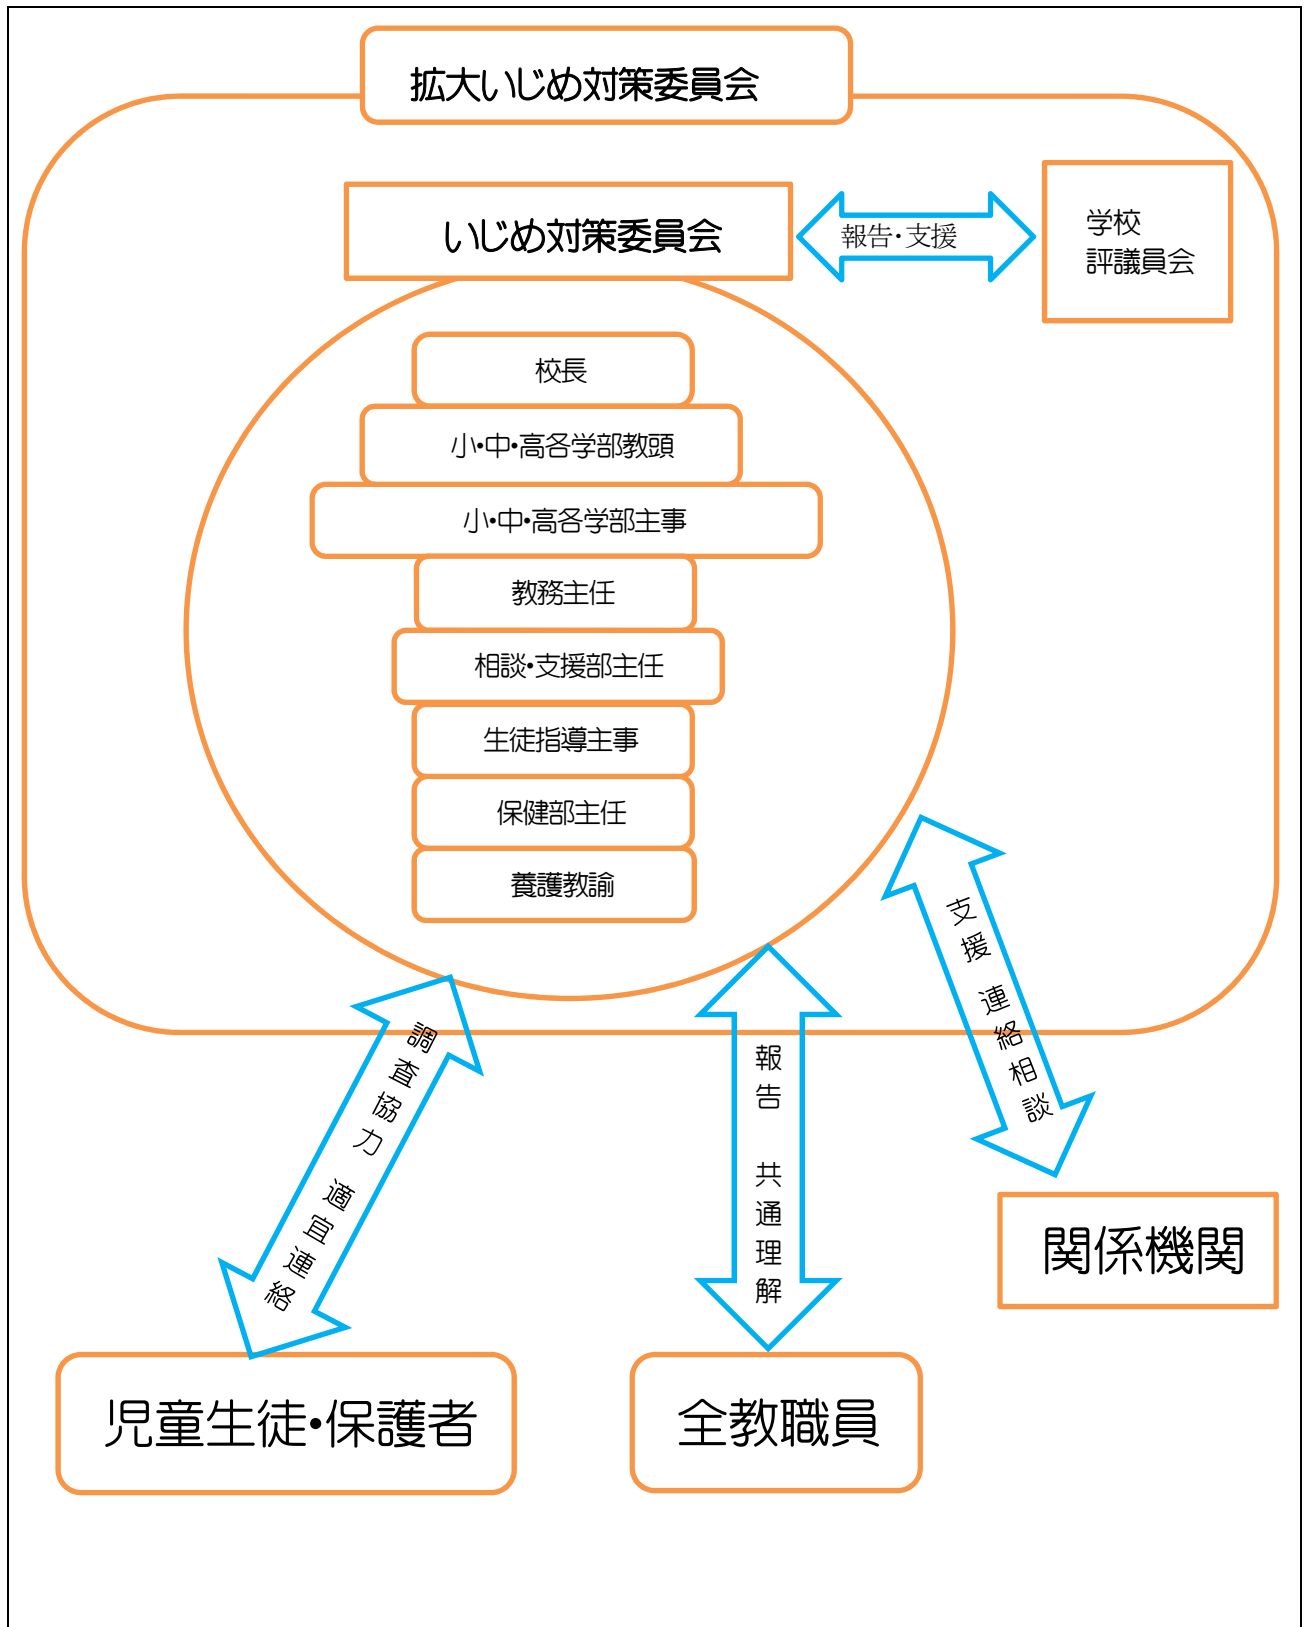 拡大いじめ対策委員会
いじめ対策委員会
報告・支援
学校
評議員会
校長
小・中・高各学部教頭
小・中・高各学部主事
教務主任
相談・支援部主任
生徒指導主事
保健部主任
養護教諭
支援 連絡相談
調査協力 適宜連絡
報告 共通理解
関係機関
児童生徒・保護者
全教職員